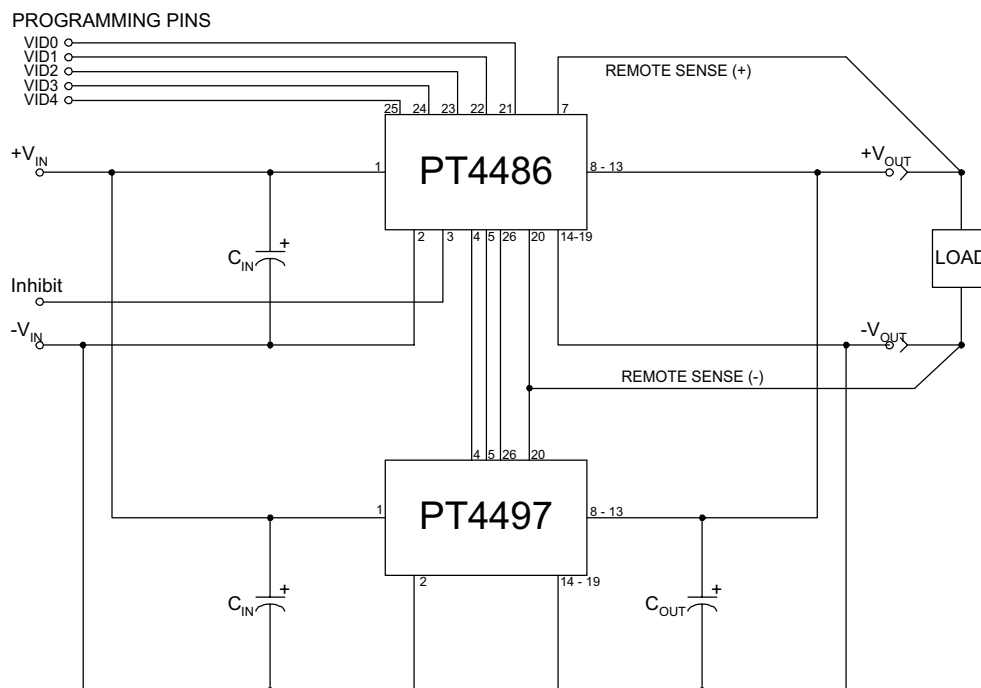 PROGRAMMING PINS
VID0
VID1
VID2
VID3
VID4
REMOTE SENSE (+)
25 24 23 22 21 7
+VIN
1
PT4486
8 - 13
+VOUT
2 3 4 5 26 20 14-19
CIN
+
LOAD
Inhibit
-VIN
-VOUT
REMOTE SENSE (-)
4 5 26 20
1
PT4497
8 - 13
2
14 - 19
CIN
+
COUT
+